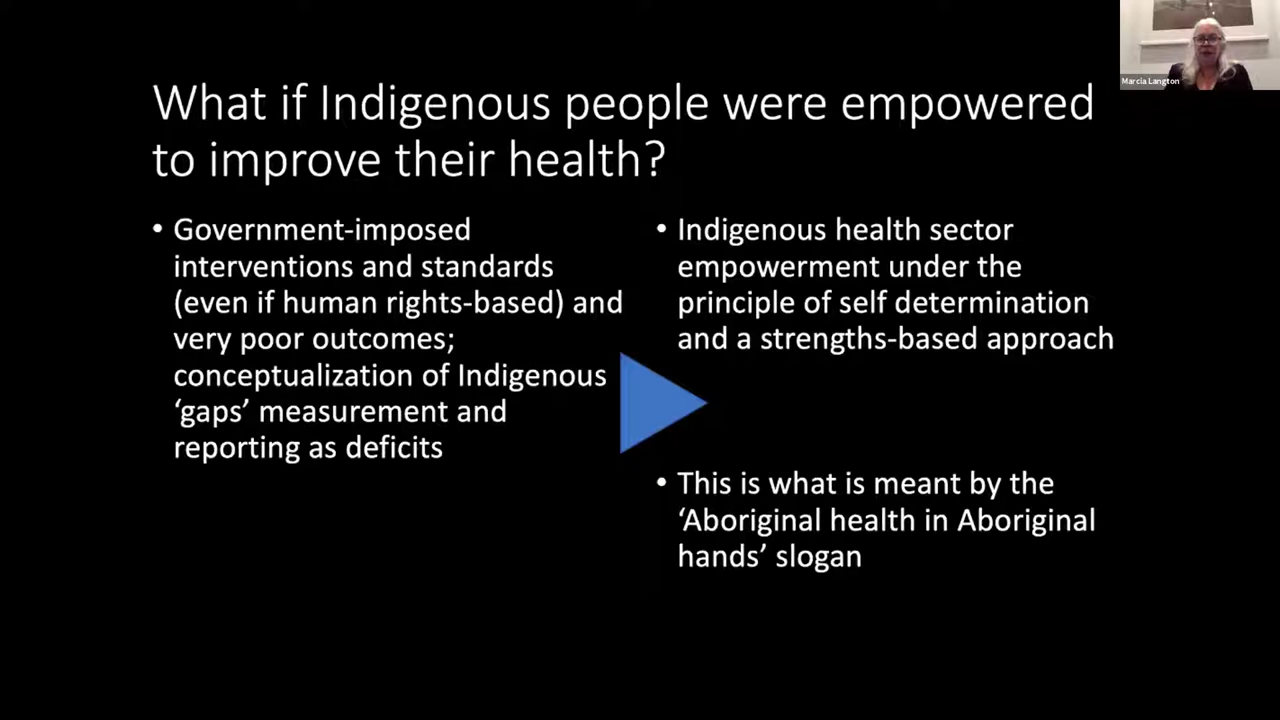 Marcia Langton
What if Indigenous people were empowered
to improve their health?
• Government-imposed
interventions and standards
(even if human rights-based) and
very poor outcomes;
conceptualization of Indigenous
‘gaps’ measurement and
reporting as deficits
• Indigenous health sector
empowerment under the
principle of self determination
and a strengths-based approach
• This is what is meant by the
‘Aboriginal health in Aboriginal
hands’ slogan